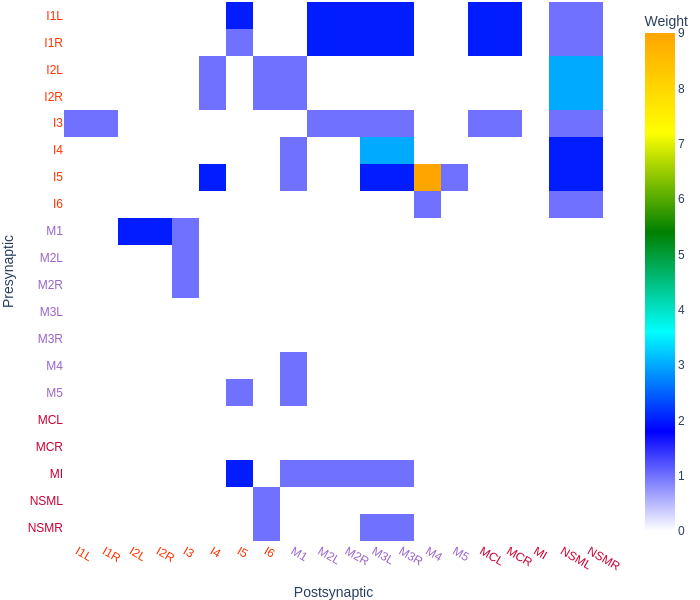 Weight
I1L
I1R
I2L
I2R
I3
I4
I5
I6
M1
M2L
M2R
M3L
M3R
M4
M5
MCL
MCR
MI
NSML
NSMR
Presynaptic
9
8
7
6
5
4
3
2
1
0
I1L I1R I2L I2R I3 I4 I5 I6 M1 M2L M2R M3L M3R M4 M5 MCL MCR MI NSML NSMR
Postsynaptic